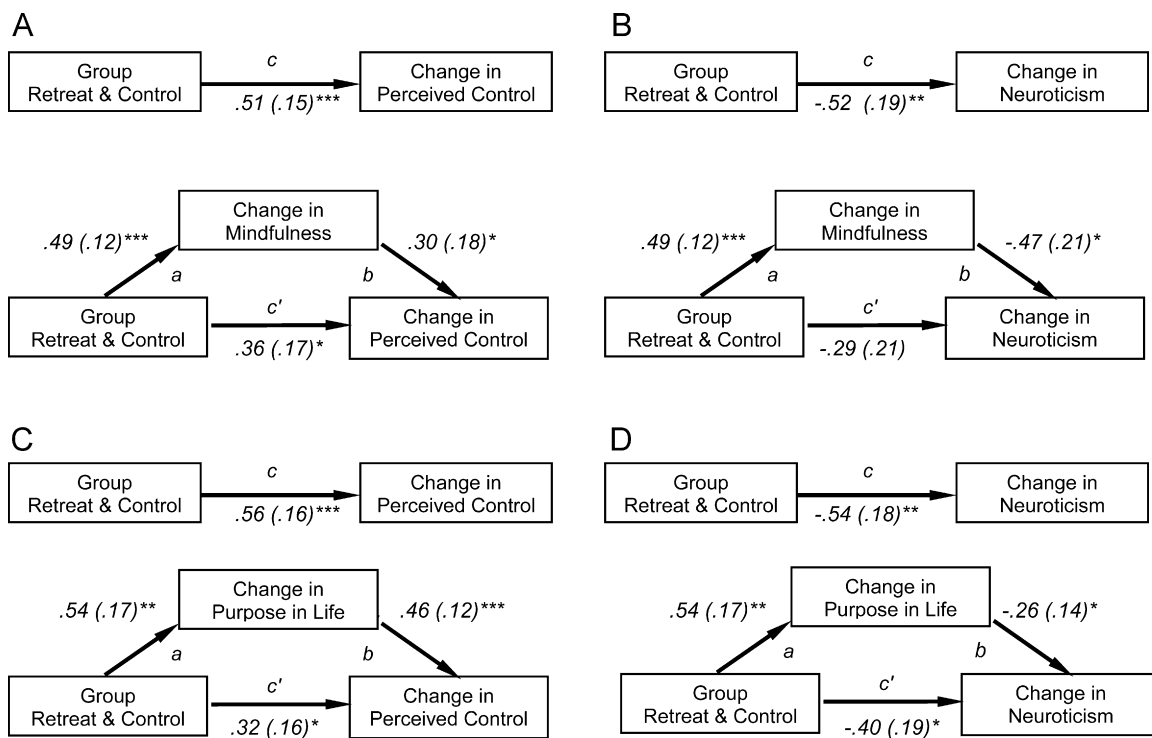 A
Group
Retreat & Control
c
.51 (.15)***
Change in
Perceived Control
Change in
Mindfulness
.49 (.12)***
a
.30 (.18)*
b
Group
Retreat & Control
c'
.36 (.17)*
Change in
Perceived Control
B
Group
Retreat & Control
c
-.52 (.19)**
Change in
Neuroticism
Change in
Mindfulness
.49 (.12)***
a
-.47 (.21)*
b
Group
Retreat & Control
c'
-.29 (.21)
Change in
Neuroticism
C
Group
Retreat & Control
c
.56 (.16)***
Change in
Perceived Control
Change in
Purpose in Life
.54 (.17)**
a
.46 (.12)***
b
Group
Retreat & Control
c'
.32 (.16)*
Change in
Perceived Control
D
Group
Retreat & Control
c
-.54 (.18)**
Change in
Neuroticism
Change in
Purpose in Life
.54 (.17)**
a
-.26 (.14)*
b
Group
Retreat & Control
c'
-.40 (.19)*
Change in
Neuroticism